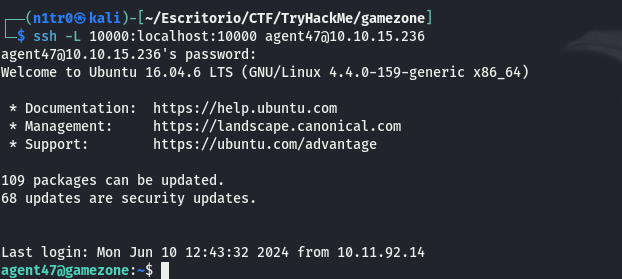 (n1tr0㉿kali)-[~/Escritorio/CTF/TryHackMe/gamezone]
$ ssh -L 10000:localhost:10000 agent47@10.10.15.236
agent47@10.10.15.236's password:
Welcome to Ubuntu 16.04.6 LTS (GNU/Linux 4.4.0-159-generic x86_64)
* Documentation:  https://help.ubuntu.com
* Management:     https://landscape.canonical.com
* Support:        https://ubuntu.com/advantage
109 packages can be updated.
68 updates are security updates.
Last login: Mon Jun 10 12:43:32 2024 from 10.11.92.14
agent47@gamezone:~$